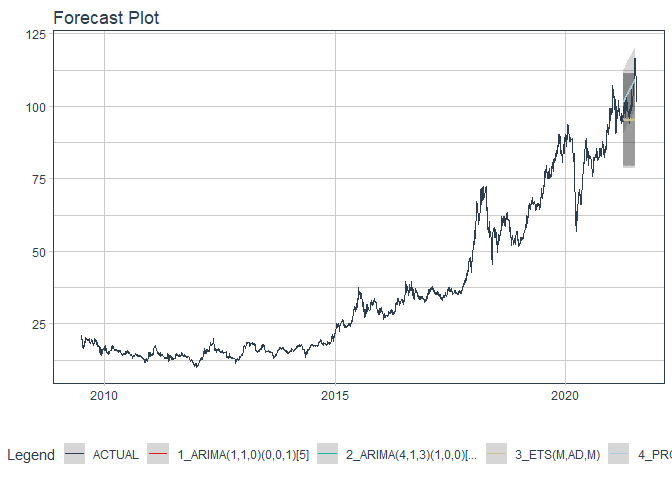 Forecast Plot
125
100
75
50
25
2010 2015 2020
Legend ACTUAL 1_ARIMA(1,1,0)(0,0,1)[5] 2_ARIMA(4,1,3)(1,0,0)[... 3_ETS(M,AD,M) 4_PRO